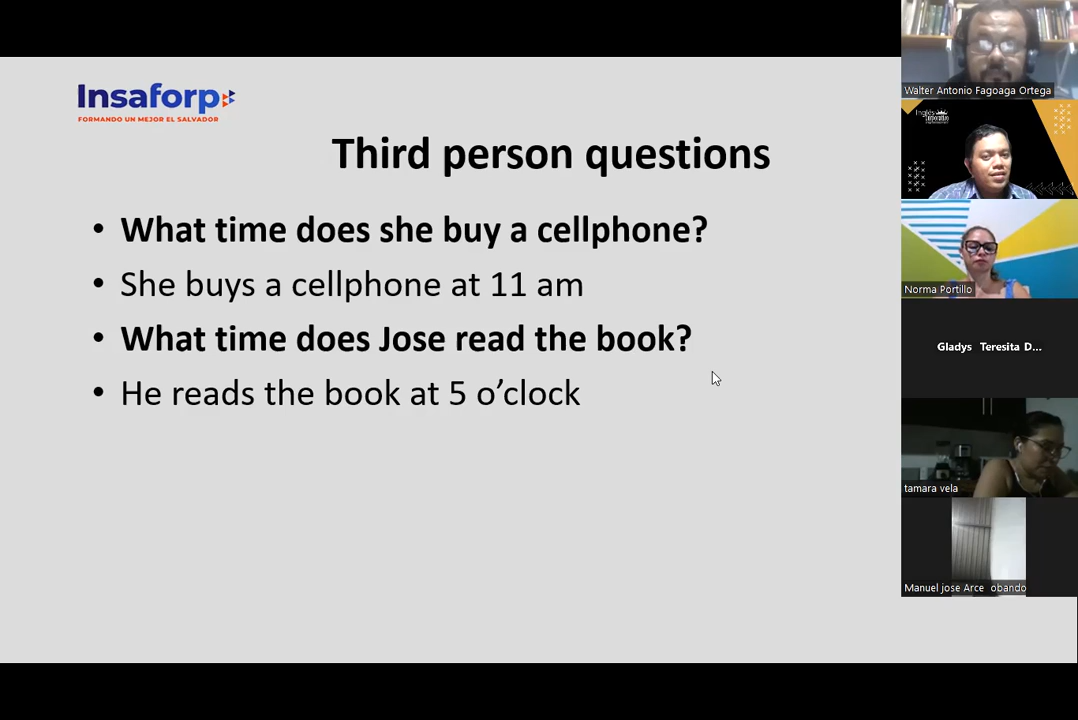 Insaforp
FORMANDO UN MEJOR EL SALVADOR
Third person questions
• What time does she buy a cellphone?
• She buys a cellphone at 11 am
• What time does Jose read the book?
• He reads the book at 5 o’clock
Walter Antonio Fagoaga Ortega
Inglés
Corporativo
Norma Portillo
Gladys Teresita D...
tamara vela
Manuel jose Arce obando